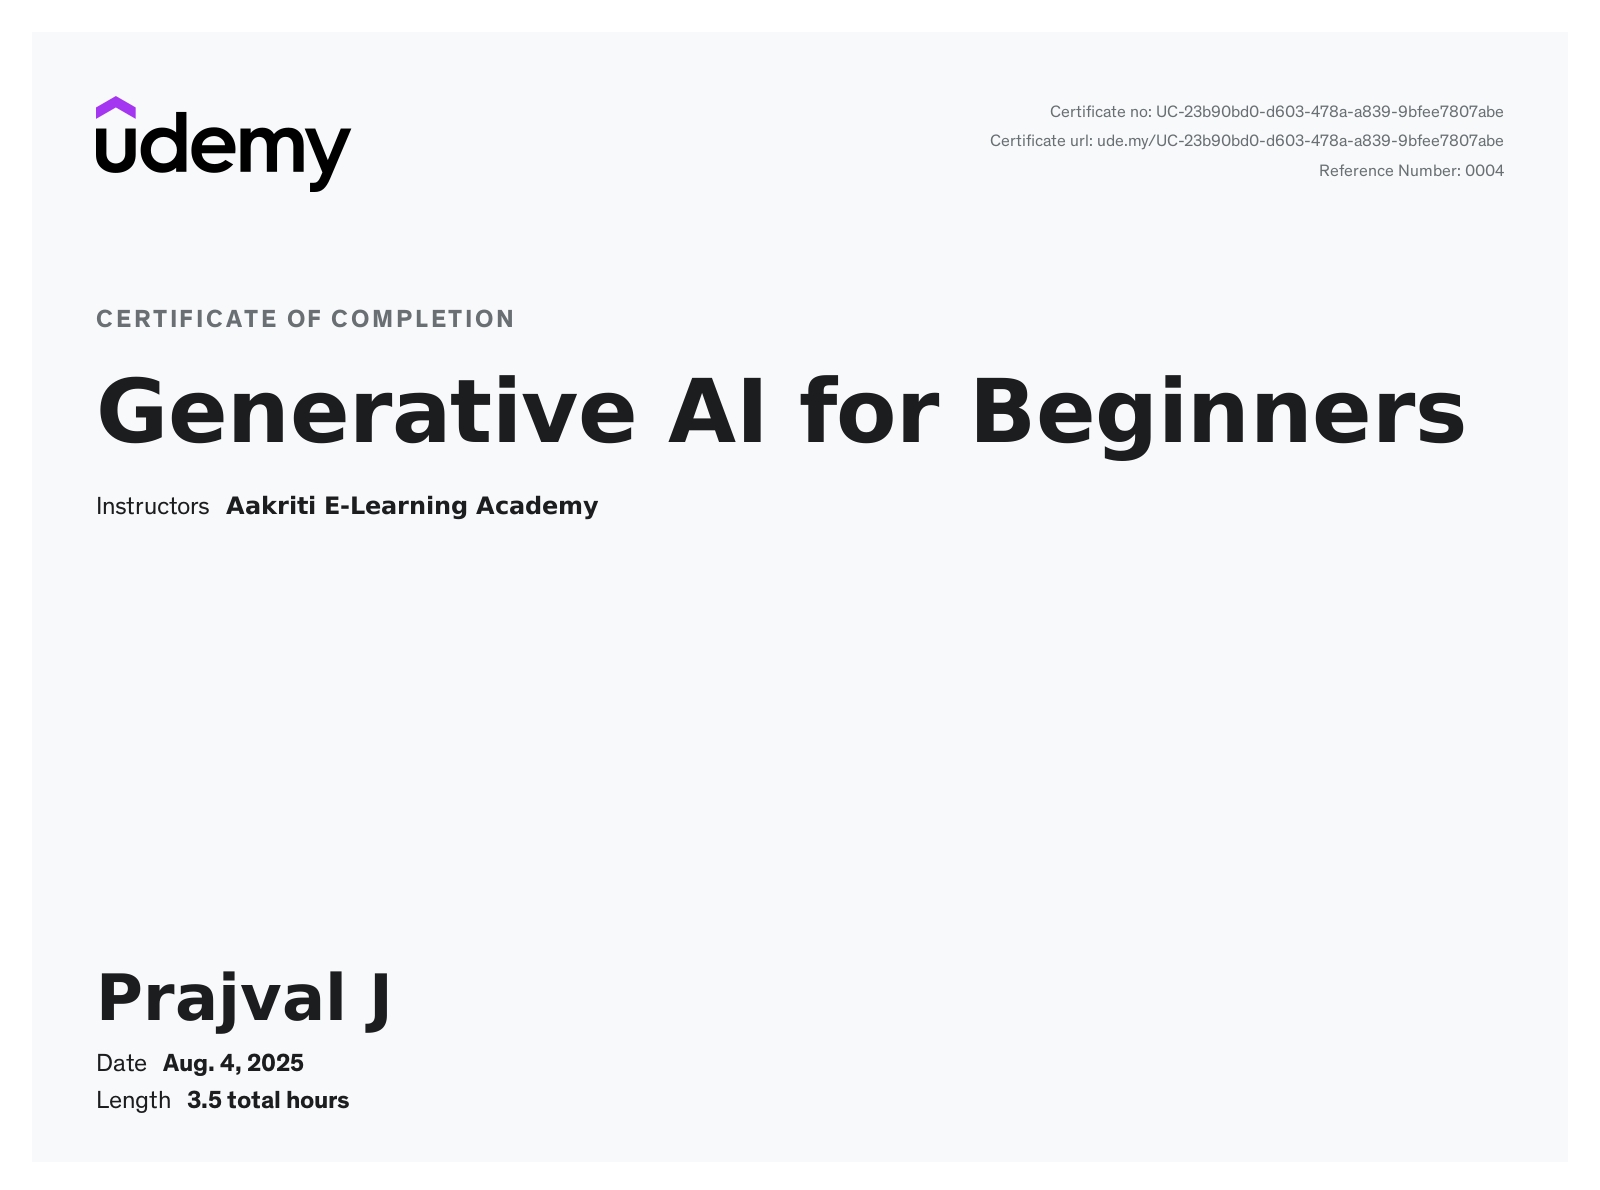 udemy
Certificate no: UC-23b90bd0-d603-478a-a839-9bfee7807abe
Certificate url: ude.my/UC-23b90bd0-d603-478a-a839-9bfee7807abe
Reference Number: 0004
CERTIFICATE OF COMPLETION
Generative AI for Beginners
Instructors Aakriti E-Learning Academy
Prajval J
Date Aug. 4, 2025
Length 3.5 total hours